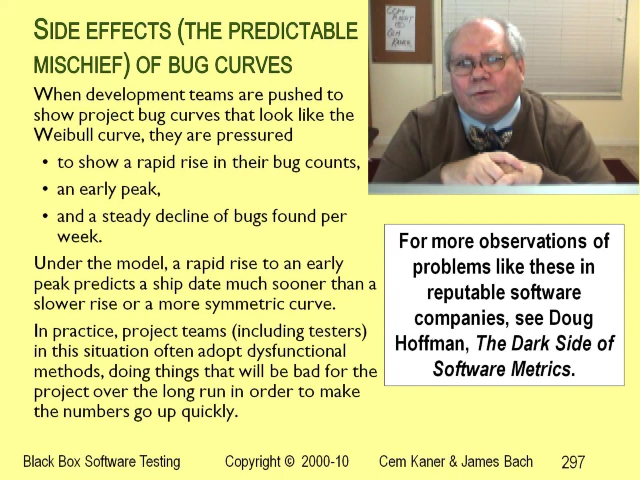 SIDE EFFECTS (THE PREDICTABLE
MISCHIEF) OF BUG CURVES
When development teams are pushed to
show project bug curves that look like the
Weibull curve, they are pressured
• to show a rapid rise in their bug counts,
• an early peak,
• and a steady decline of bugs found per
week.
Under the model, a rapid rise to an early
peak predicts a ship date much sooner than a
slower rise or a more symmetric curve.
In practice, project teams (including testers)
in this situation often adopt dysfunctional
methods, doing things that will be bad for the
project over the long run in order to make
the numbers go up quickly.
COPY
RIGHT
CEM
KANER
For more observations of
problems like these in
reputable software
companies, see Doug
Hoffman, The Dark Side of
Software Metrics.
Black Box Software Testing Copyright © 2000-10 Cem Kaner & James Bach 297